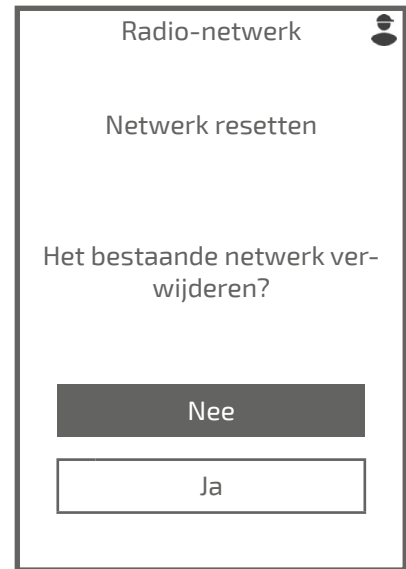 Radio-netwerk
Netwerk resetten
Het bestaande netwerk ver-
wijderen?
Nee
Ja